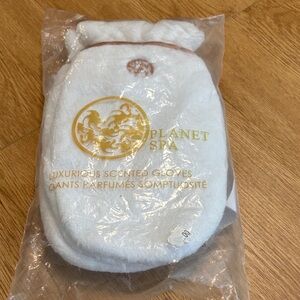 PLANET
SPA
LUXURIOUS SCENTED GLOVES
GANTS PARFUMÉS SOMPTUOSITÉ